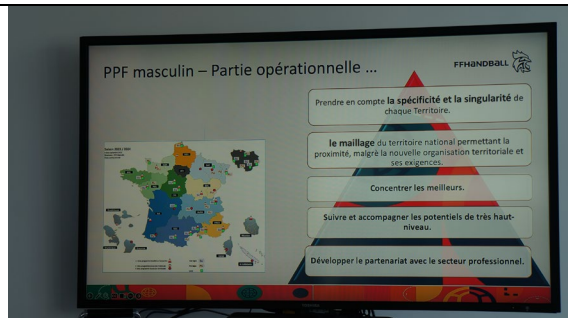 PPF masculin – Partie opérationnelle ...
FFHANDBALL
Prendre en compte la spécificité et la singularité de
chaque Territoire.
le maillage du territoire national permettant la
proximité, malgré la nouvelle organisation territoriale et
ses exigences.
Concentrer les meilleurs.
Suivre et accompagner les potentiels de très haut-
niveau.
Développer le partenariat avec le secteur professionnel.